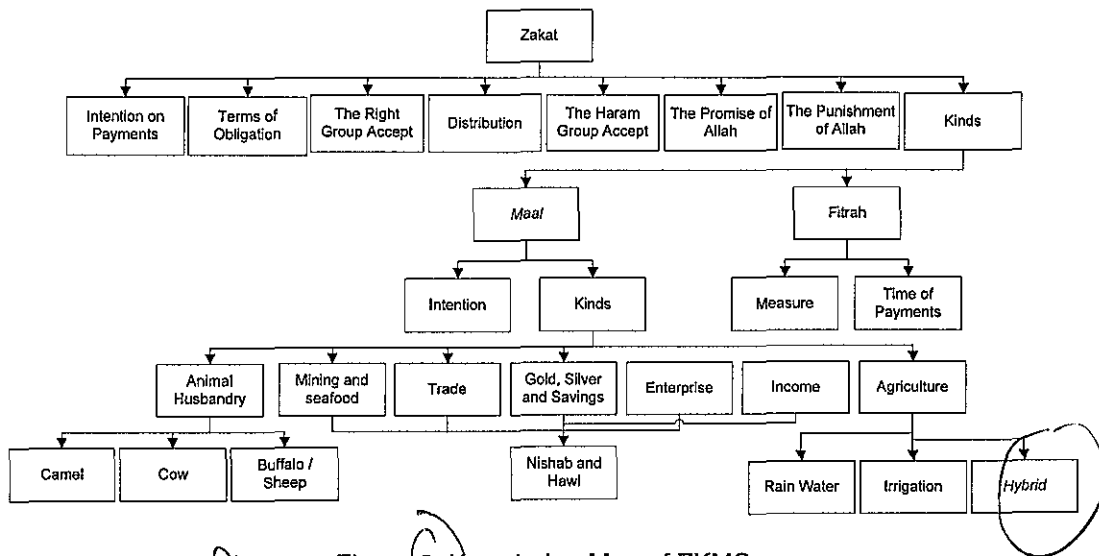 Zakat
Intention on
Payments
Terms of
Obligation
The Right
Group Accept
Distribution
The Haram
Group Accept
The Promise of
Allah
The Punishment
of Allah
Kinds
Maal
Fitrah
Intention
Kinds
Measure
Time of
Payments
Animal
Husbandry
Mining and
seafood
Trade
Gold, Silver
and Savings
Enterprise
Income
Agriculture
Camel
Cow
Buffalo /
Sheep
Nishab and
Hawl
Rain Water
Irrigation
Hybrid